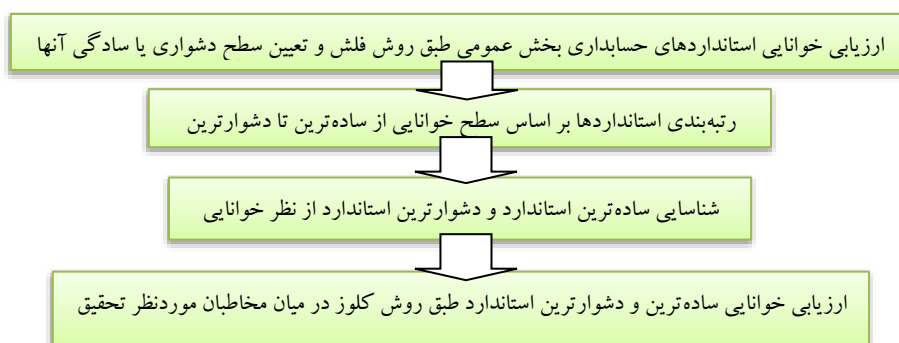 ارزیابی خوانایی استانداردهای حسابداری بخش عمومی طبق روش فلش و تعیین سطح دشواری یا سادگی آنها
رتبه‌بندی استانداردها بر اساس سطح خوانایی از ساده‌ترین تا دشوارترین
شناسایی ساده‌ترین استاندارد و دشوارترین استاندارد از نظر خوانایی
ارزیابی خوانایی ساده‌ترین و دشوارترین استاندارد طبق روش کلوز در میان مخاطبان موردنظر تحقیق